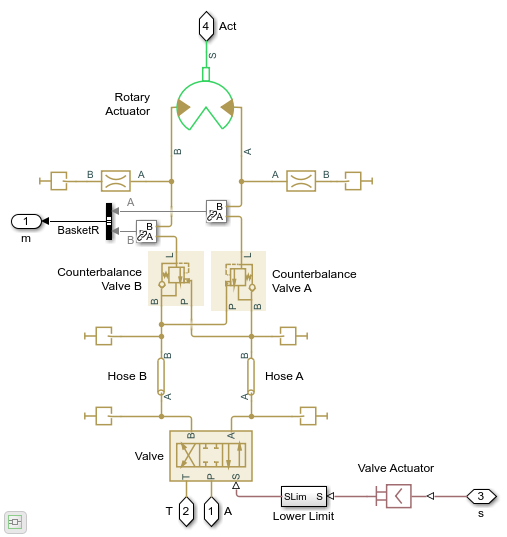 4 Act
S
Rotary
Actuator
B
A
B A
A B
A
B
A
1
BasketR
m
B
A
B
L
L
Counterbalance
Valve B
Counterbalance
Valve A
B
P
P
B
B
B
Hose B
Hose A
A
A
B
A
Valve
T
P
S
Valve Actuator
T 2
1 A
SLim S
Lower Limit
3
s